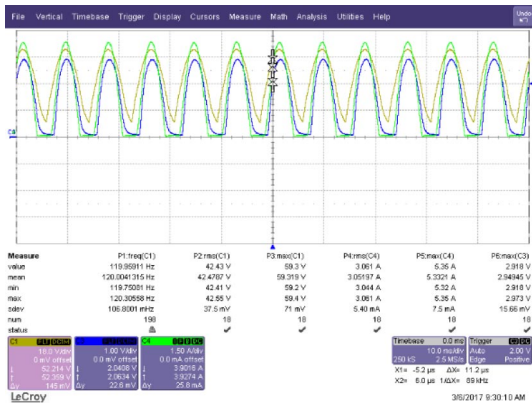 File Vertical Timebase Trigger Display Cursors Measure Math Analysis Utilities Help Undo
C3
Measure P1:freq(C1) P2:rms(C1) P3:max(C1) P4:rms(C4) P5:max(C4) P6:max(C3)
value 119.95911 Hz 42.43 V 59.3 V 3.061 A 5.35 A 2.918 V
mean 120.0041315 Hz 42.4787 V 59.319 V 3.05197 A 5.3321 A 2.94945 V
min 119.75081 Hz 42.41 V 59.2 V 3.044 A 5.32 A 2.918 V
max 120.30558 Hz 42.55 V 59.4 V 3.061 A 5.35 A 2.973 V
sdev 106.8001 mHz 37.5 mV 71 mV 5.40 mA 7.5 mA 15.66 mV
num 198 18 18 18 18 18
status
C1 C4 Timebase 0.0 ms Trigger
18.0 V/div 1.00 V/div 1.50 A/div 10.0 ms/div Auto 2.00 V
0 mV offset 0.0 mV offset 0.0 mA offset 250 kS 2.5 MS/s Edge Positive
52.214 V 2.0408 V 3.9016 A X1= -5.2 µs ΔX= 11.2 µs
52.359 V 2.0634 V 3.9274 A X2= 6.0 µs 1/ΔX= 89 kHz
Δy 145 mV Δy 22.6 mV Δy 25.8 mA
LeCroy 3/8/2017 9:30:10 AM